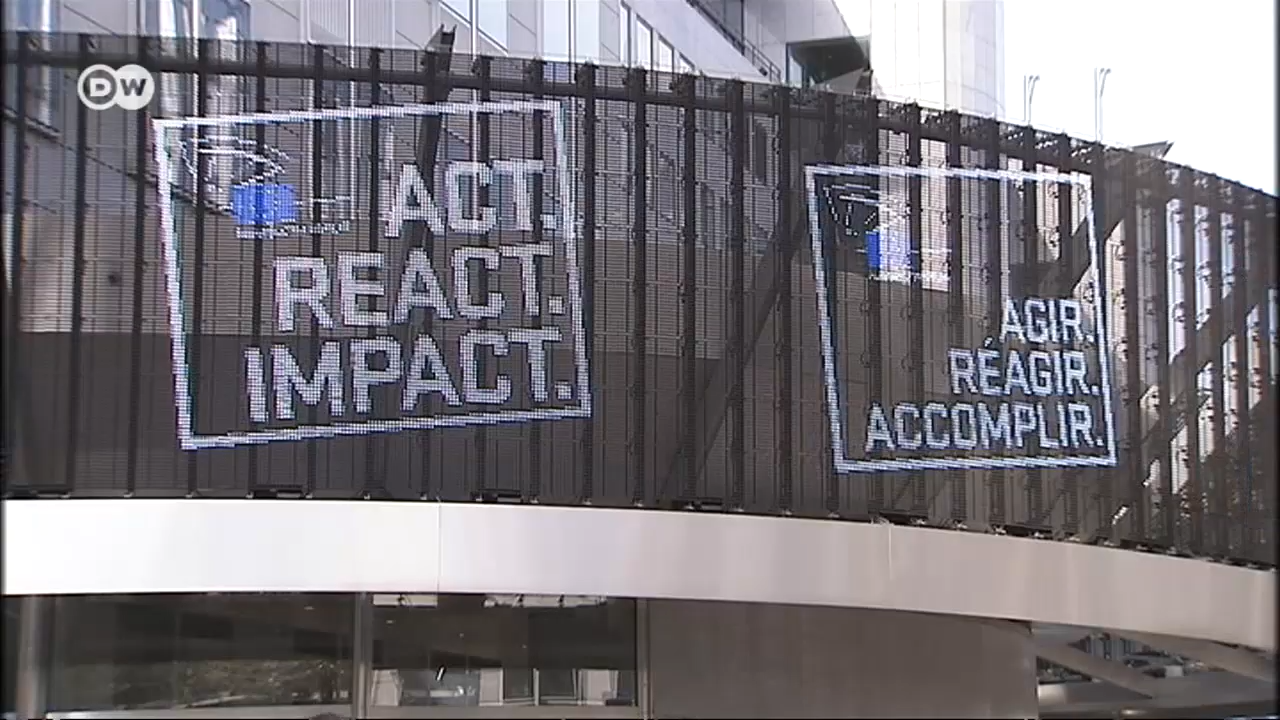 DW
ACT.
REACT.
IMPACT.
AGIR.
RÉAGIR.
ACCOMPLIR.